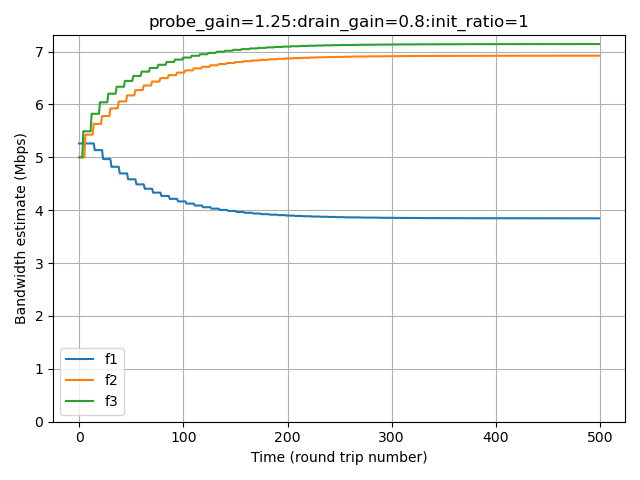 probe_gain=1.25:drain_gain=0.8:init_ratio=1
Bandwidth estimate (Mbps)
7
6
5
4
3
2
1
0
f1
f2
f3
0 100 200 300 400 500
Time (round trip number)